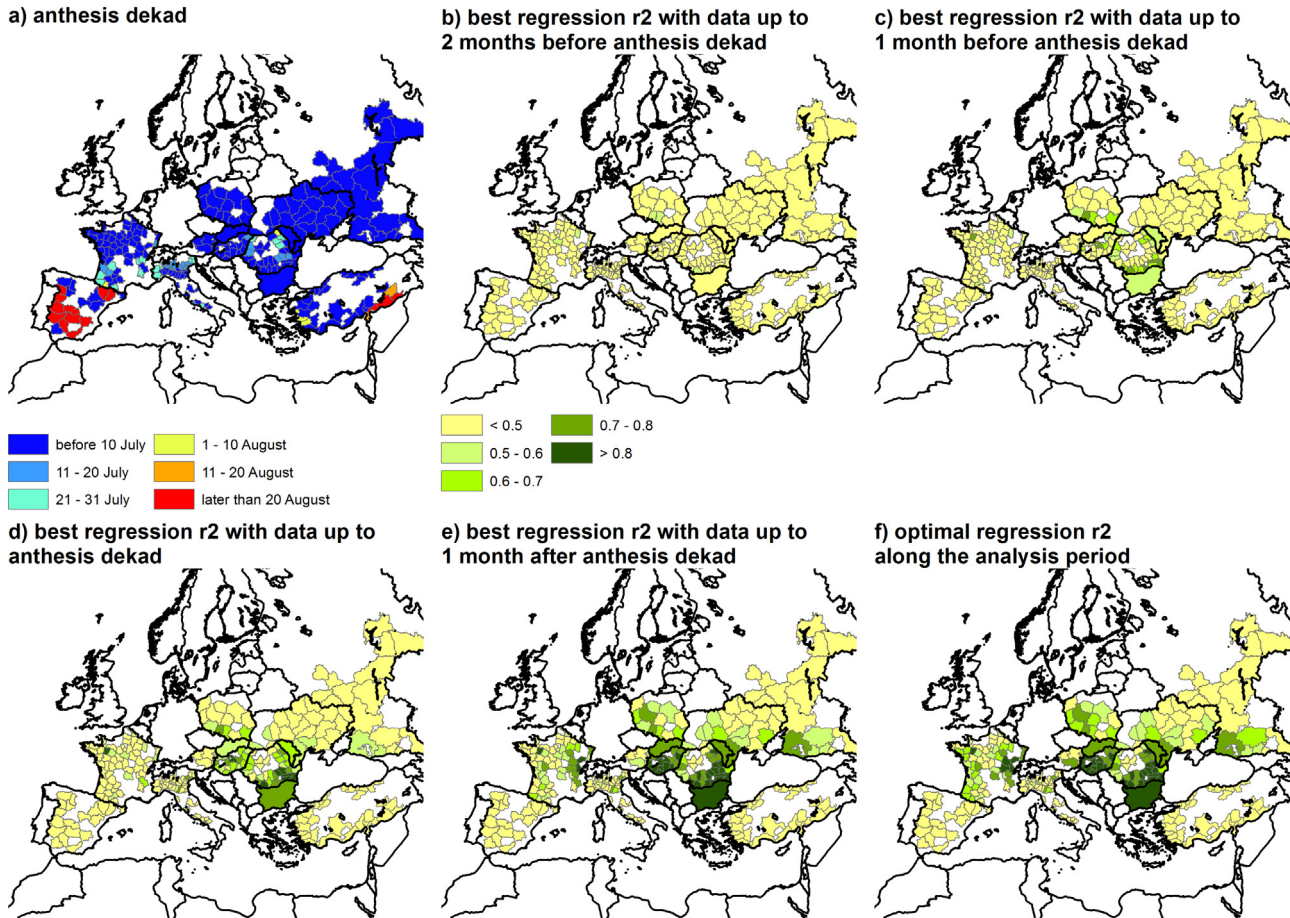 a) anthesis dekad
b) best regression r2 with data up to
2 months before anthesis dekad
c) best regression r2 with data up to
1 month before anthesis dekad
before 10 July
11 - 20 July
21 - 31 July
1 - 10 August
11 - 20 August
later than 20 August
< 0.5
0.5 - 0.6
0.6 - 0.7
0.7 - 0.8
> 0.8
d) best regression r2 with data up to
anthesis dekad
e) best regression r2 with data up to
1 month after anthesis dekad
f) optimal regression r2
along the analysis period